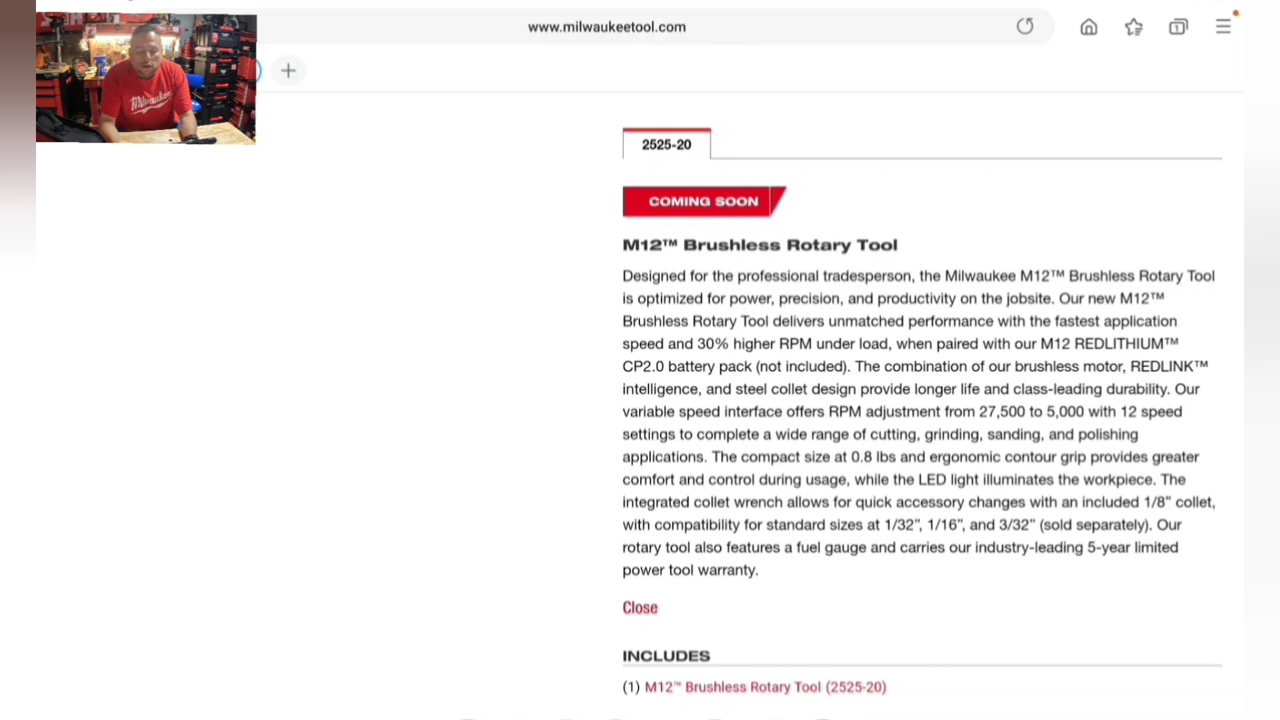 www.milwaukeetool.com
1
Milwaukee
2525-20
COMING SOON
M12™ Brushless Rotary Tool
Designed for the professional tradesperson, the Milwaukee M12™ Brushless Rotary Tool
is optimized for power, precision, and productivity on the jobsite. Our new M12™
Brushless Rotary Tool delivers unmatched performance with the fastest application
speed and 30% higher RPM under load, when paired with our M12 REDLITHIUM™
CP2.0 battery pack (not included). The combination of our brushless motor, REDLINK™
intelligence, and steel collet design provide longer life and class-leading durability. Our
variable speed interface offers RPM adjustment from 27,500 to 5,000 with 12 speed
settings to complete a wide range of cutting, grinding, sanding, and polishing
applications. The compact size at 0.8 lbs and ergonomic contour grip provides greater
comfort and control during usage, while the LED light illuminates the workpiece. The
integrated collet wrench allows for quick accessory changes with an included 1/8” collet,
with compatibility for standard sizes at 1/32”, 1/16”, and 3/32” (sold separately). Our
rotary tool also features a fuel gauge and carries our industry-leading 5-year limited
power tool warranty.
Close
INCLUDES
(1) M12™ Brushless Rotary Tool (2525-20)